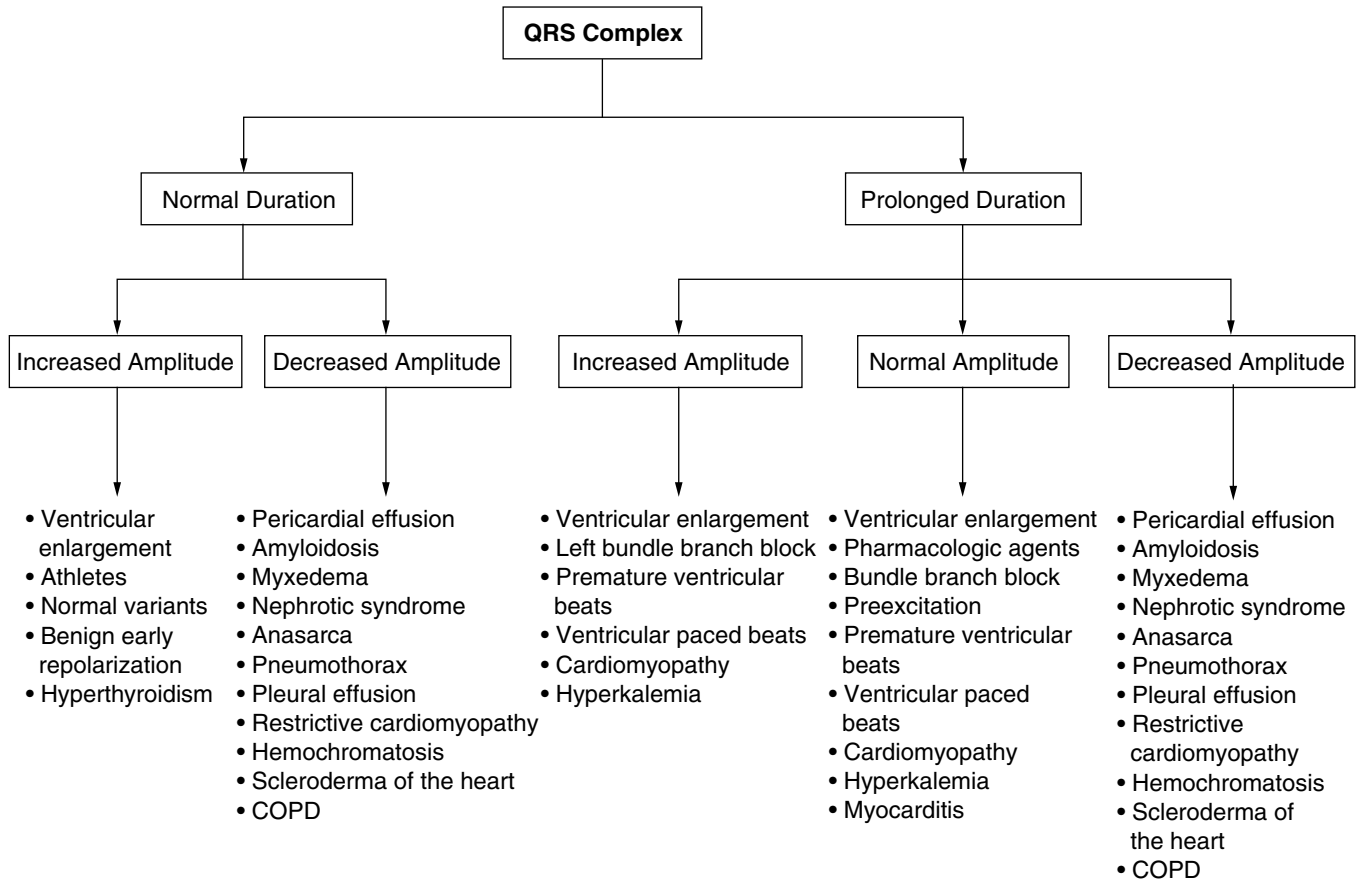 QRS Complex
Normal Duration
Prolonged Duration
Increased Amplitude
Decreased Amplitude
Increased Amplitude
Normal Amplitude
Decreased Amplitude
• Ventricular
enlargement
• Athletes
• Normal variants
• Benign early
repolarization
• Hyperthyroidism
• Pericardial effusion
• Amyloidosis
• Myxedema
• Nephrotic syndrome
• Anasarca
• Pneumothorax
• Pleural effusion
• Restrictive cardiomyopathy
• Hemochromatosis
• Scleroderma of the heart
• COPD
• Ventricular enlargement
• Left bundle branch block
• Premature ventricular
beats
• Ventricular paced beats
• Cardiomyopathy
• Hyperkalemia
• Ventricular enlargement
• Pharmacologic agents
• Bundle branch block
• Preexcitation
• Premature ventricular
beats
• Ventricular paced
beats
• Cardiomyopathy
• Hyperkalemia
• Myocarditis
• Pericardial effusion
• Amyloidosis
• Myxedema
• Nephrotic syndrome
• Anasarca
• Pneumothorax
• Pleural effusion
• Restrictive
cardiomyopathy
• Hemochromatosis
• Scleroderma of
the heart
• COPD